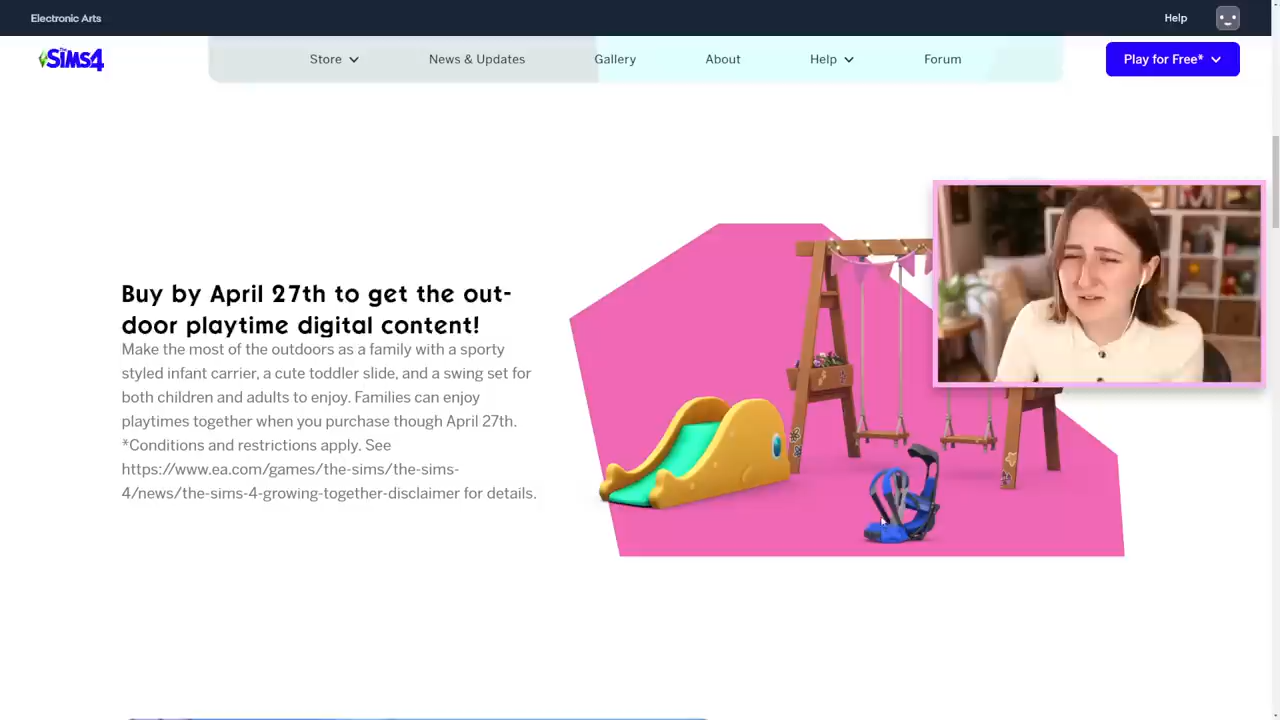 Electronic Arts
Help
The SiMS4
Store
News & Updates
Gallery
About
Help
Forum
Play for Free*
Buy by April 27th to get the out-
door playtime digital content!
Make the most of the outdoors as a family with a sporty
styled infant carrier, a cute toddler slide, and a swing set for
both children and adults to enjoy. Families can enjoy
playtimes together when you purchase though April 27th.
*Conditions and restrictions apply. See
https://www.ea.com/games/the-sims/the-sims-
4/news/the-sims-4-growing-together-disclaimer for details.